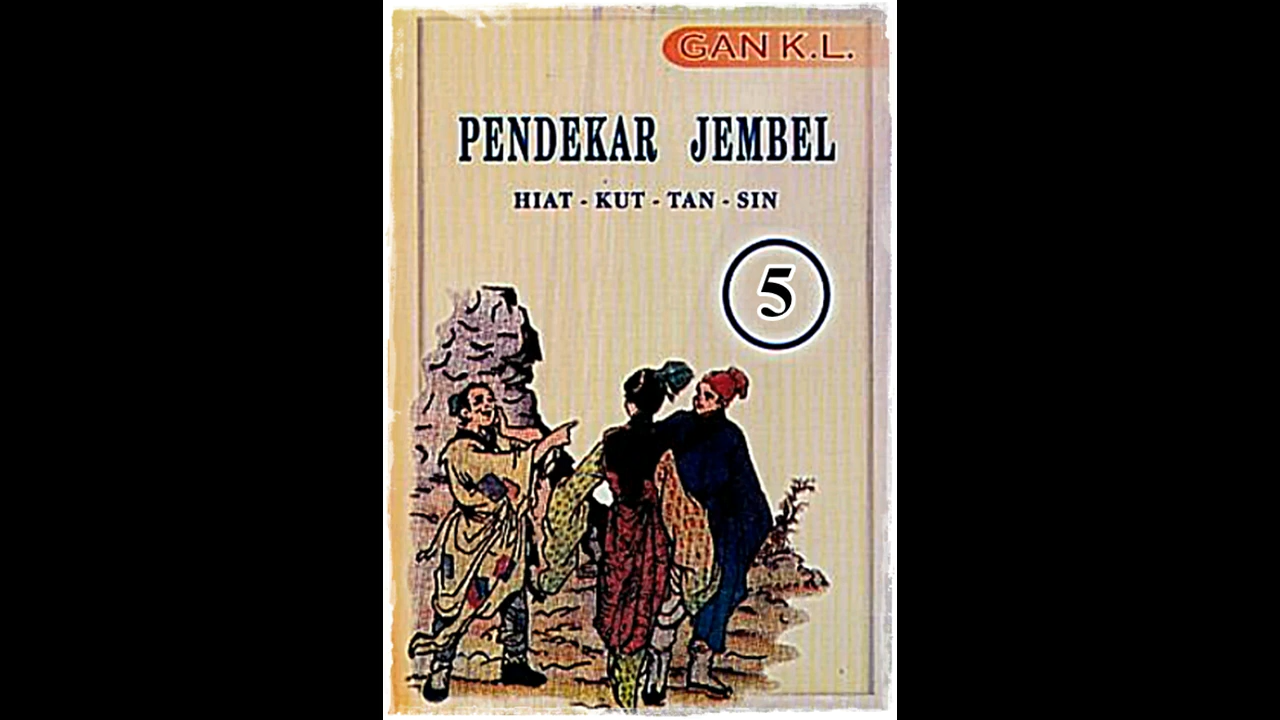 GAN K.L.
PENDEKAR JEMBEL
HIAT - KUT - TAN - SIN
5